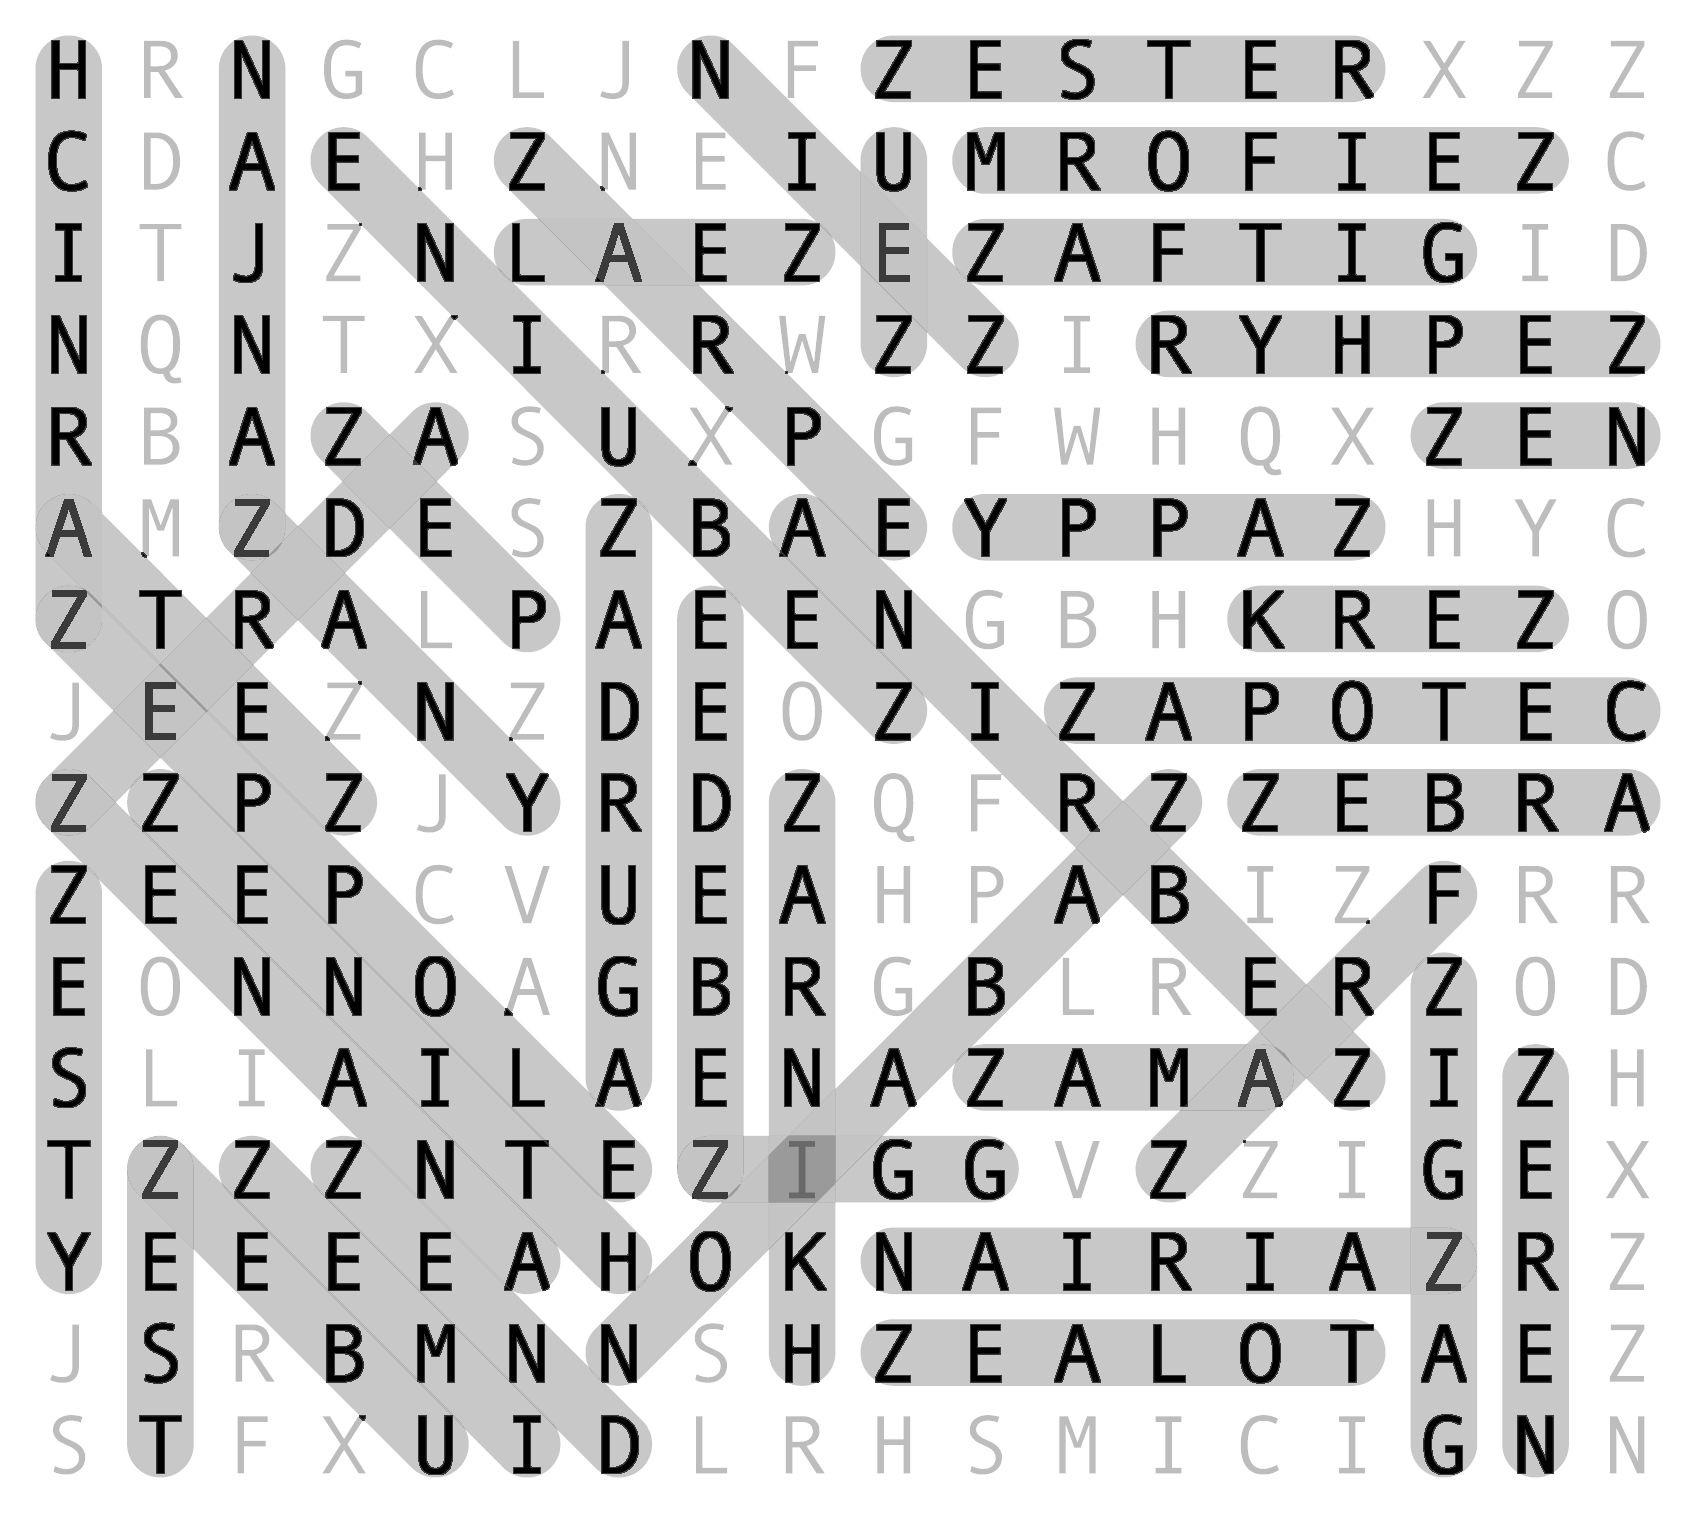 H R N G C L J N F Z E S T E R X Z Z
C D A E H Z N E I U M R O F I E Z C
I T J Z N L A E Z E Z A F T I G I D
N Q N T X I R R W Z Z I R Y H P E Z
R B A Z A S U X P G F W H Q X Z E N
A M Z D E S Z B A E Y P P A Z H Y C
Z T R A L P A E E N G B H K R E Z O
J E E Z N Z D E O Z I Z A P O T E C
Z Z P Z J Y R D Z Q F R Z Z E B R A
Z E E P C V U E A H P A B I Z F R R
E O N N O A G B R G B L R E R Z O D
S L I A I L A E N A Z A M A Z I Z H
T Z Z Z N T E Z I G G V Z Z I G E X
Y E E E E A H O K N A I R I A Z R Z
J S R B M N N S H Z E A L O T A E Z
S T F X U I D L R H S M I C I G N N